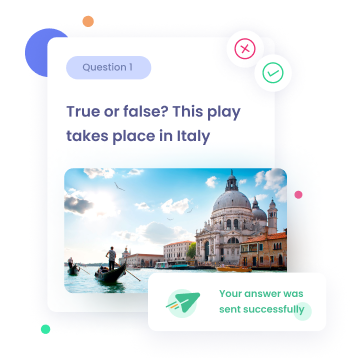 Question 1
True or false? This play
takes place in Italy
Your answer was
sent successfully